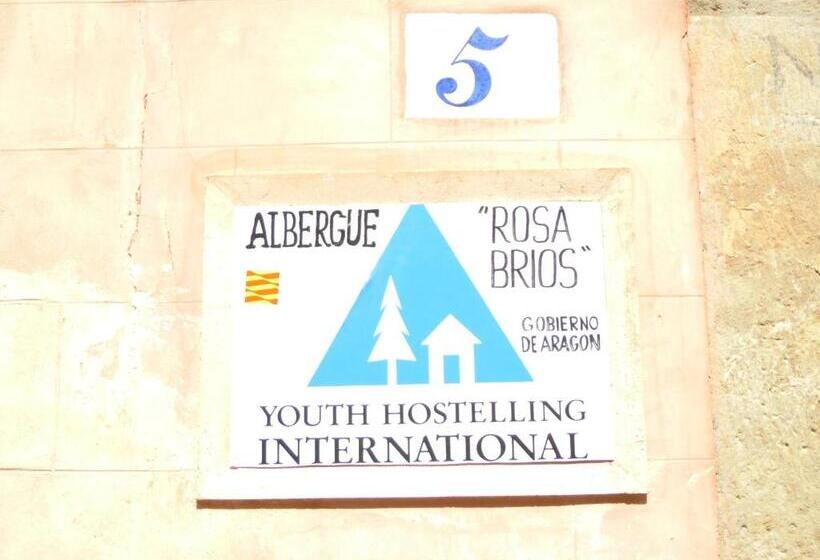 5
ALBERGUE
"ROSA
BRIOS"
GOBIERNO
DE ARAGON
YOUTH HOSTELLING
INTERNATIONAL